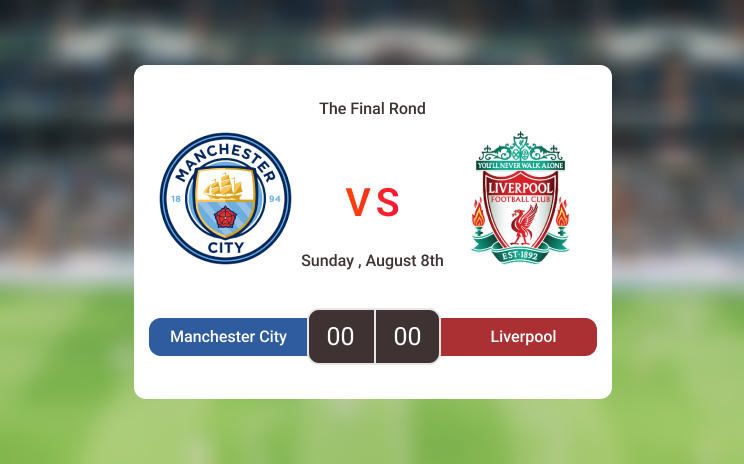 The Final Rond
MANCHESTER
18 94
CITY
VS
YOU'LL NEVER WALK ALONE
LIVERPOOL
FOOTBALL CLUB
EST·1892
Sunday , August 8th
Manchester City
00 00
Liverpool